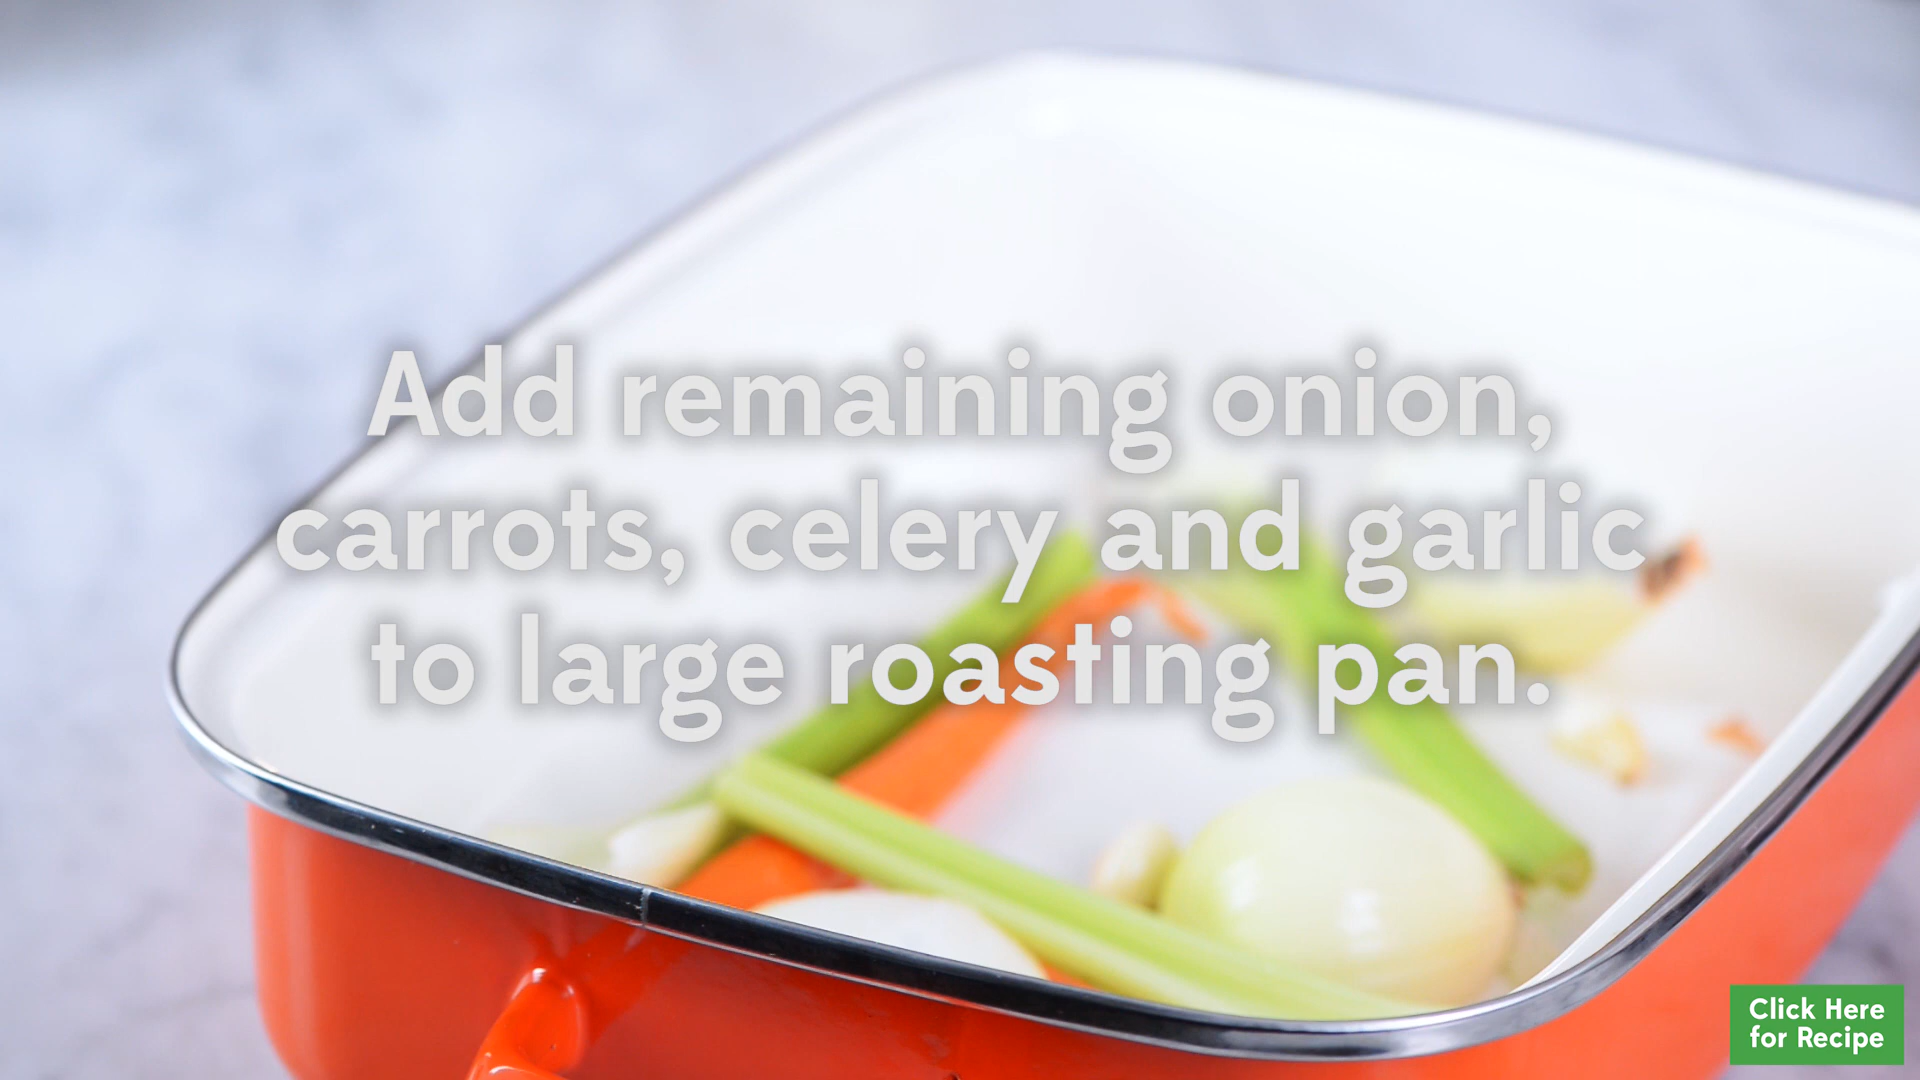 Add remaining onion,
carrots, celery and garlic
to large roasting pan.
Click Here
for Recipe